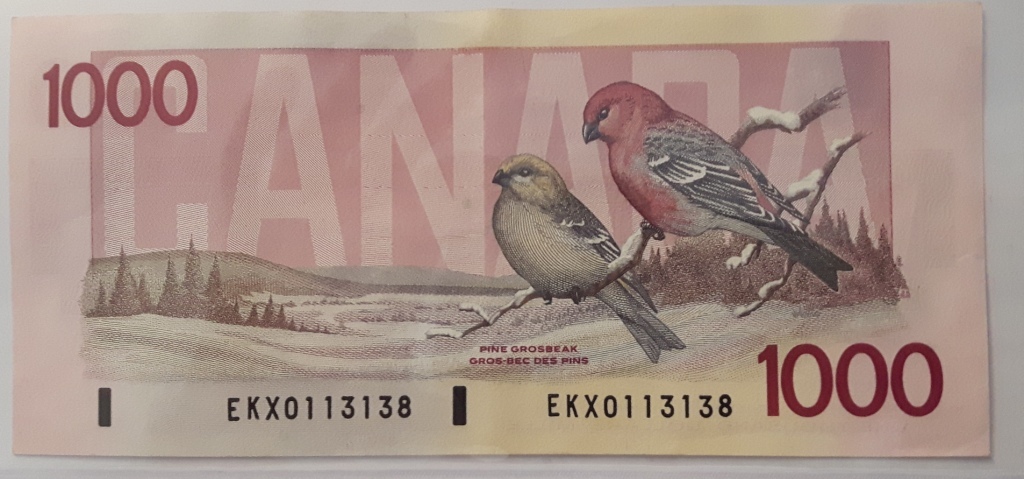 1000
CANADA
PINE GROSBEAK
GROS-BEC DES PINS
EKX0113138
EKX0113138
1000